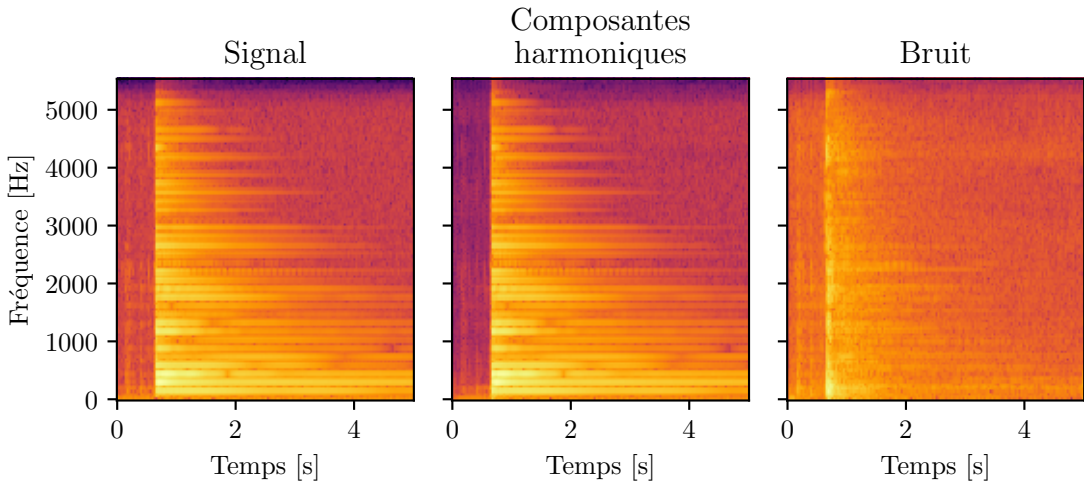 Signal
Composantes
harmoniques
Bruit
Fréquence [Hz]
5000
4000
3000
2000
1000
0
0 2 4
0 2 4
0 2 4
Temps [s]
Temps [s]
Temps [s]